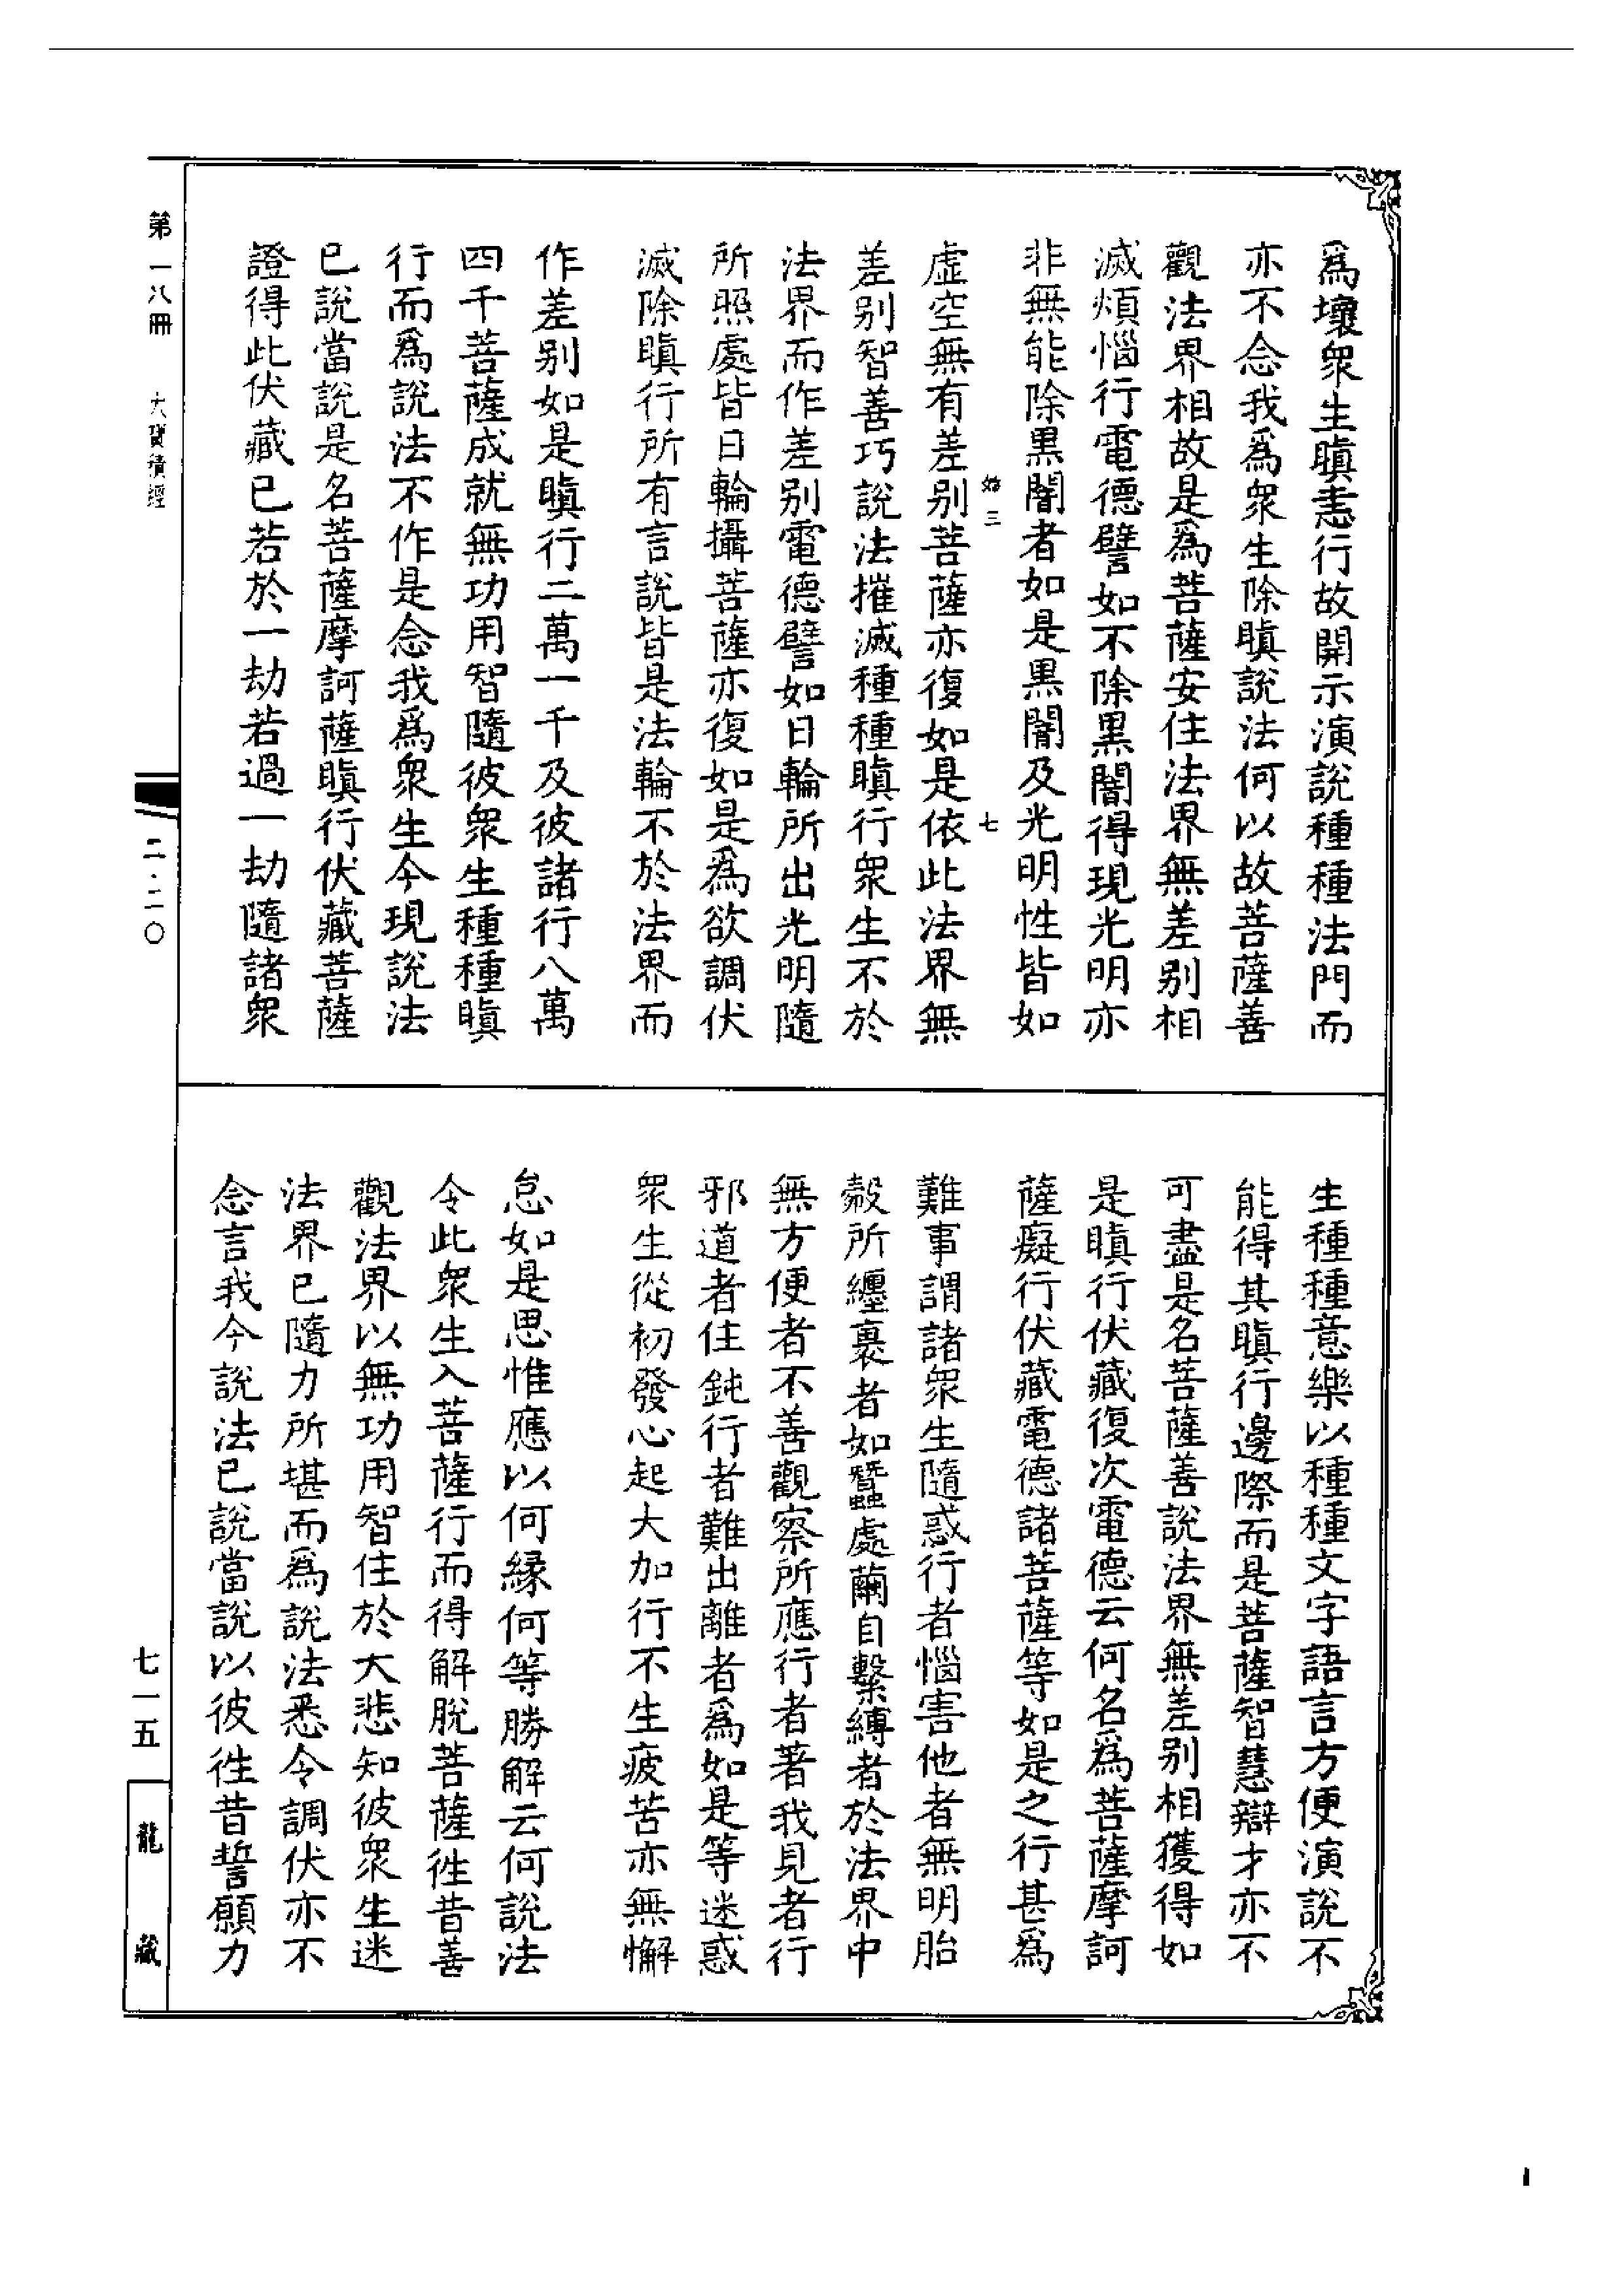 爲壞衆生瞋恚行故開示演說種種法門而
亦不念我爲衆生除瞋說法何以故菩薩善
觀法界相故是爲菩薩安住法界無差别相
滅煩惱行電德譬如不除黑闇得現光明亦
非無能除黑闇者如是黑闇及光明性皆如
三
七
虛空無有差别菩薩亦復如是依此法界無
差别智善巧說法摧滅種種瞋行衆生不於
法界而作差别電德譬如日輪所出光明隨
所照處皆日輪攝菩薩亦復如是爲欲調伏
滅除瞋行所有言說皆是法輪不於法界而
作差别如是瞋行二萬一千及彼諸行八萬
四千菩薩成就無功用智隨彼衆生種種瞋
行而爲說法不作是念我爲衆生今現說法
已說當說是名菩薩摩訶薩瞋行伏藏菩薩
證得此伏藏已若於一劫若過一劫隨諸衆
生種種意樂以種種文字語言方便演說不
能得其瞋行邊際而是菩薩智慧辯才亦不
可盡是名菩薩善說法界無差别相獲得如
是瞋行伏藏復次電德云何名爲菩薩摩訶
薩癡行伏藏電德諸菩薩等如是之行甚爲
難事謂諸衆生隨惑行者惱害他者無明胎
㲉所纏裹者如蠶處繭自繫縛者於法界中
無方便者不善觀察所應行者著我見者行
邪道者住鈍行者難出離者爲如是等迷惑
衆生從初發心起大加行不生疲苦亦無懈
怠如是思惟應以何緣何等勝解云何說法
令此衆生入菩薩行而得解脫菩薩徃昔善
觀法界以無功用智住於大悲知彼衆生迷
法界已隨力所堪而爲說法悉令調伏亦不
念言我今說法已說當說以彼徃昔誓願力
第一八冊 大寶積經
二·二〇
七一五
龍藏